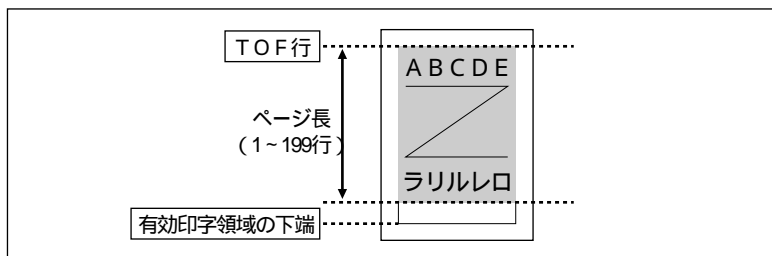 TOF行
ABCDE
ページ長
(1~199行)
ラリルレロ
有効印字領域の下端